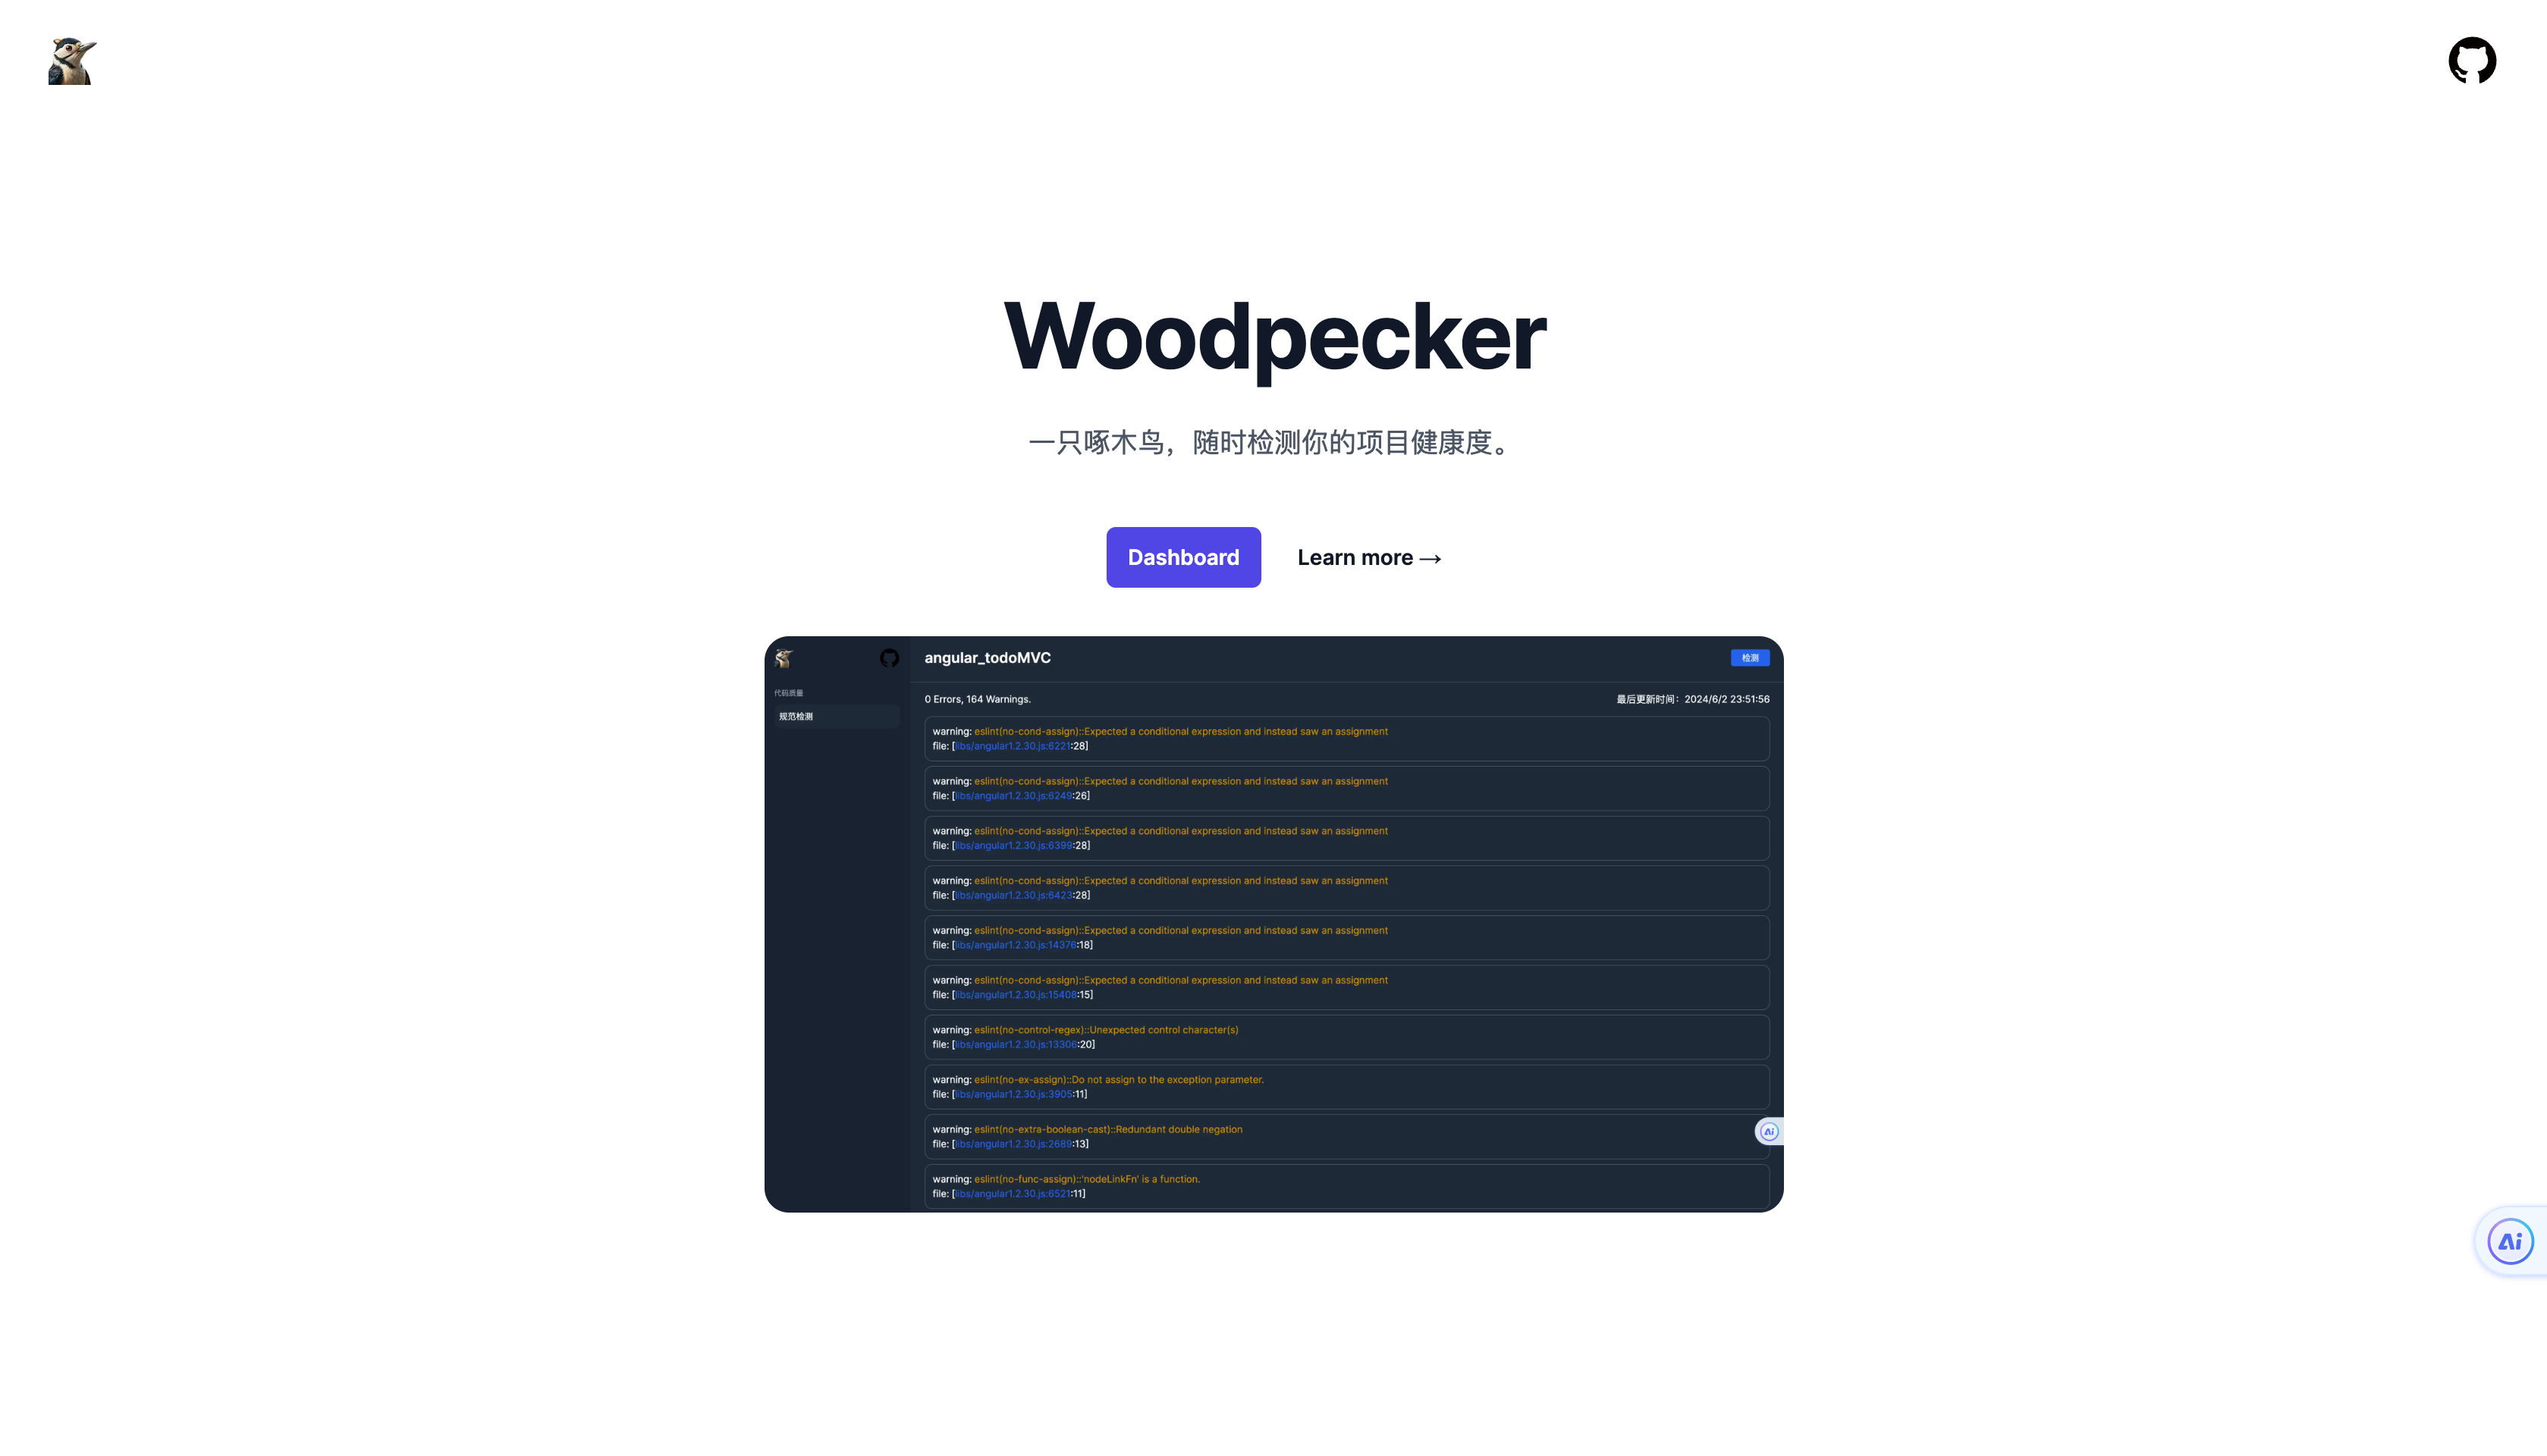 Woodpecker
一只啄木鸟，随时检测你的项目健康度。
Dashboard
Learn more →
angular_todoMVC
检测
代码质量
规范检测
0 Errors, 164 Warnings.
最后更新时间：2024/6/2 23:51:56
warning: eslint(no-cond-assign)::Expected a conditional expression and instead saw an assignment
file: [libs/angular1.2.30.js:6221:28]
warning: eslint(no-cond-assign)::Expected a conditional expression and instead saw an assignment
file: [libs/angular1.2.30.js:6249:26]
warning: eslint(no-cond-assign)::Expected a conditional expression and instead saw an assignment
file: [libs/angular1.2.30.js:6399:28]
warning: eslint(no-cond-assign)::Expected a conditional expression and instead saw an assignment
file: [libs/angular1.2.30.js:6423:28]
warning: eslint(no-cond-assign)::Expected a conditional expression and instead saw an assignment
file: [libs/angular1.2.30.js:14376:18]
warning: eslint(no-cond-assign)::Expected a conditional expression and instead saw an assignment
file: [libs/angular1.2.30.js:15408:15]
warning: eslint(no-control-regex)::Unexpected control character(s)
file: [libs/angular1.2.30.js:13306:20]
warning: eslint(no-ex-assign)::Do not assign to the exception parameter.
file: [libs/angular1.2.30.js:3905:11]
warning: eslint(no-extra-boolean-cast)::Redundant double negation
file: [libs/angular1.2.30.js:2689:13]
warning: eslint(no-func-assign)::'nodeLinkFn' is a function.
file: [libs/angular1.2.30.js:6521:11]
Ai
Ai